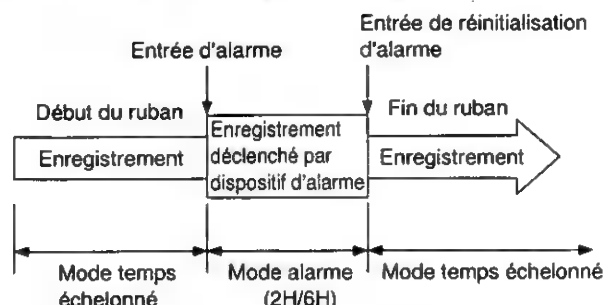 Entrée de réinitialisation
d'alarme
Entrée d'alarme
Début du ruban
Fin du ruban
Enregistrement
Enregistrement
déclenché par
dispositif d'alarme
Enregistrement
Mode temps
échelonné
Mode alarme
(2H/6H)
Mode temps échelonné